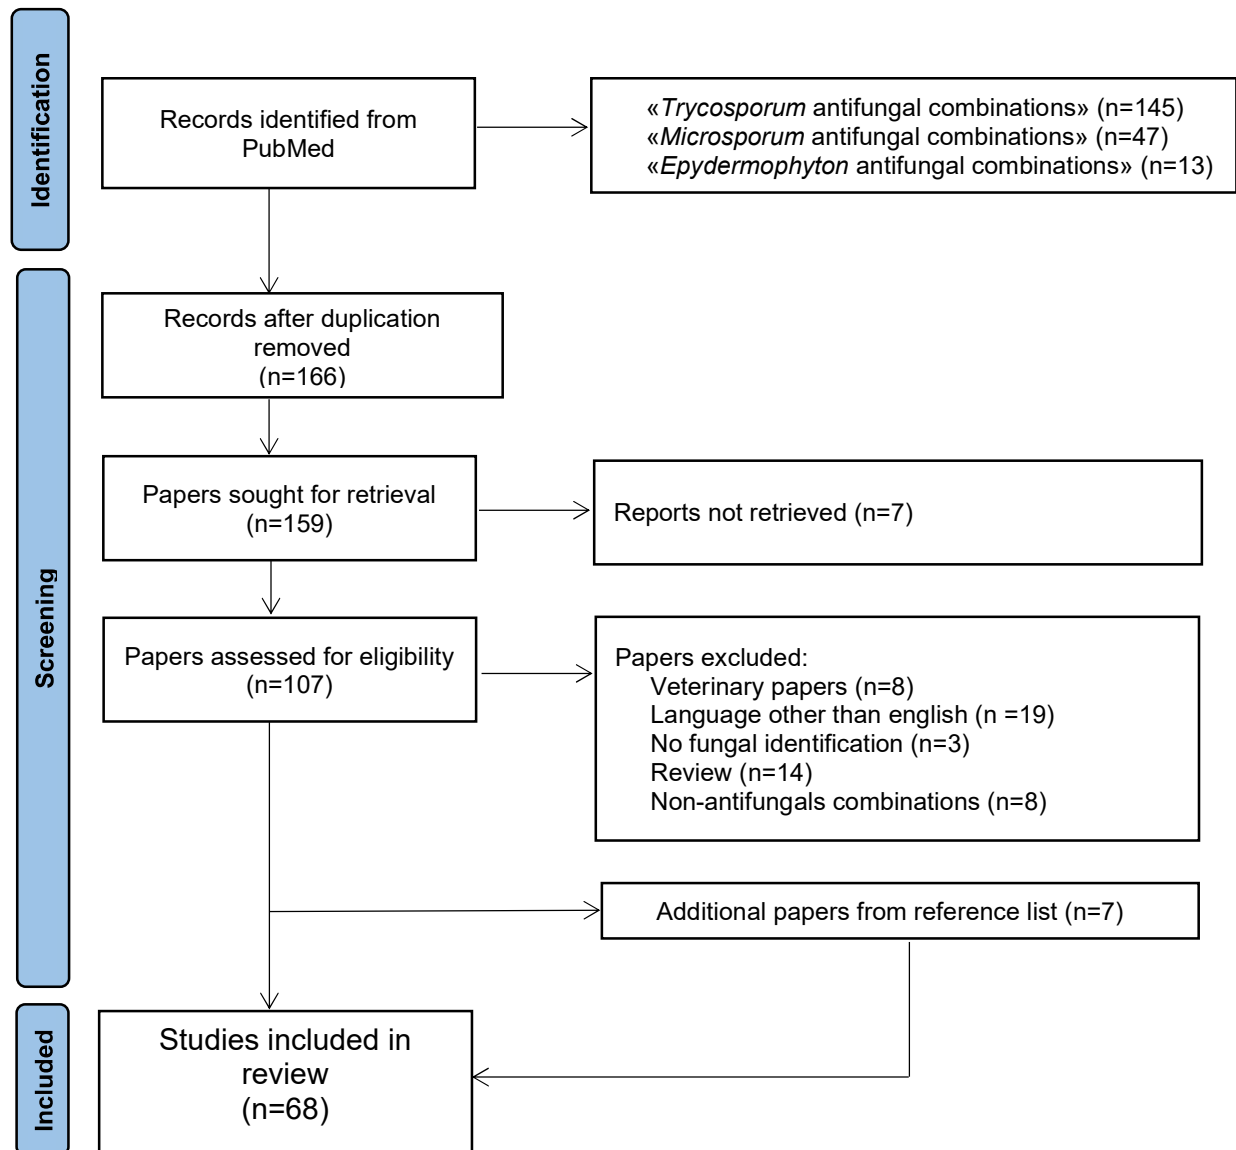 Identification
Records identified from
PubMed
«Trycosporum antifungal combinations» (n=145)
«Microsporum antifungal combinations» (n=47)
«Epydermophyton antifungal combinations» (n=13)
Screening
Records after duplication
removed
(n=166)
Papers sought for retrieval
(n=159)
Reports not retrieved (n=7)
Papers assessed for eligibility
(n=107)
Papers excluded:
Veterinary papers (n=8)
Language other than english (n =19)
No fungal identification (n=3)
Review (n=14)
Non-antifungals combinations (n=8)
Additional papers from reference list (n=7)
Included
Studies included in
review
(n=68)